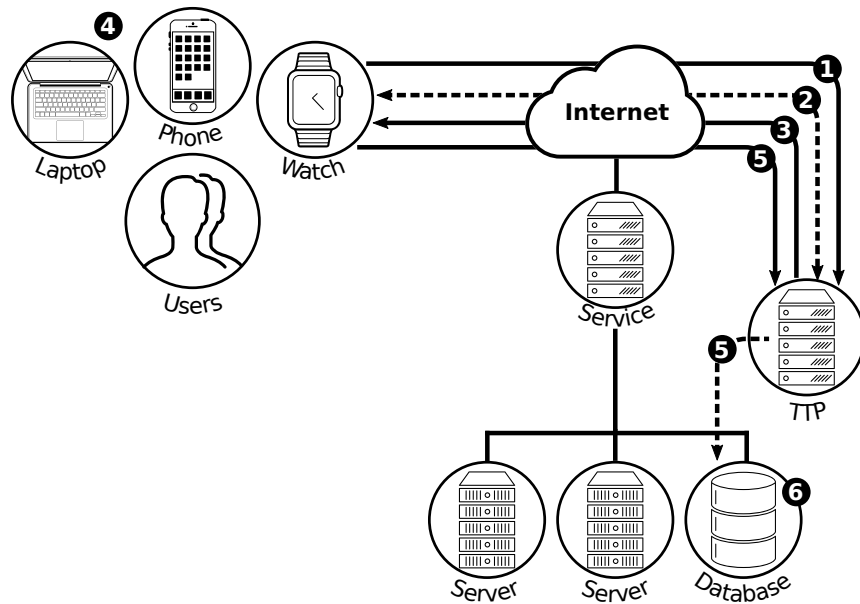 4
1
2
Internet
3
Phone
Laptop
Watch
5
Users
Service
5
TTP
6
Server
Server
Database